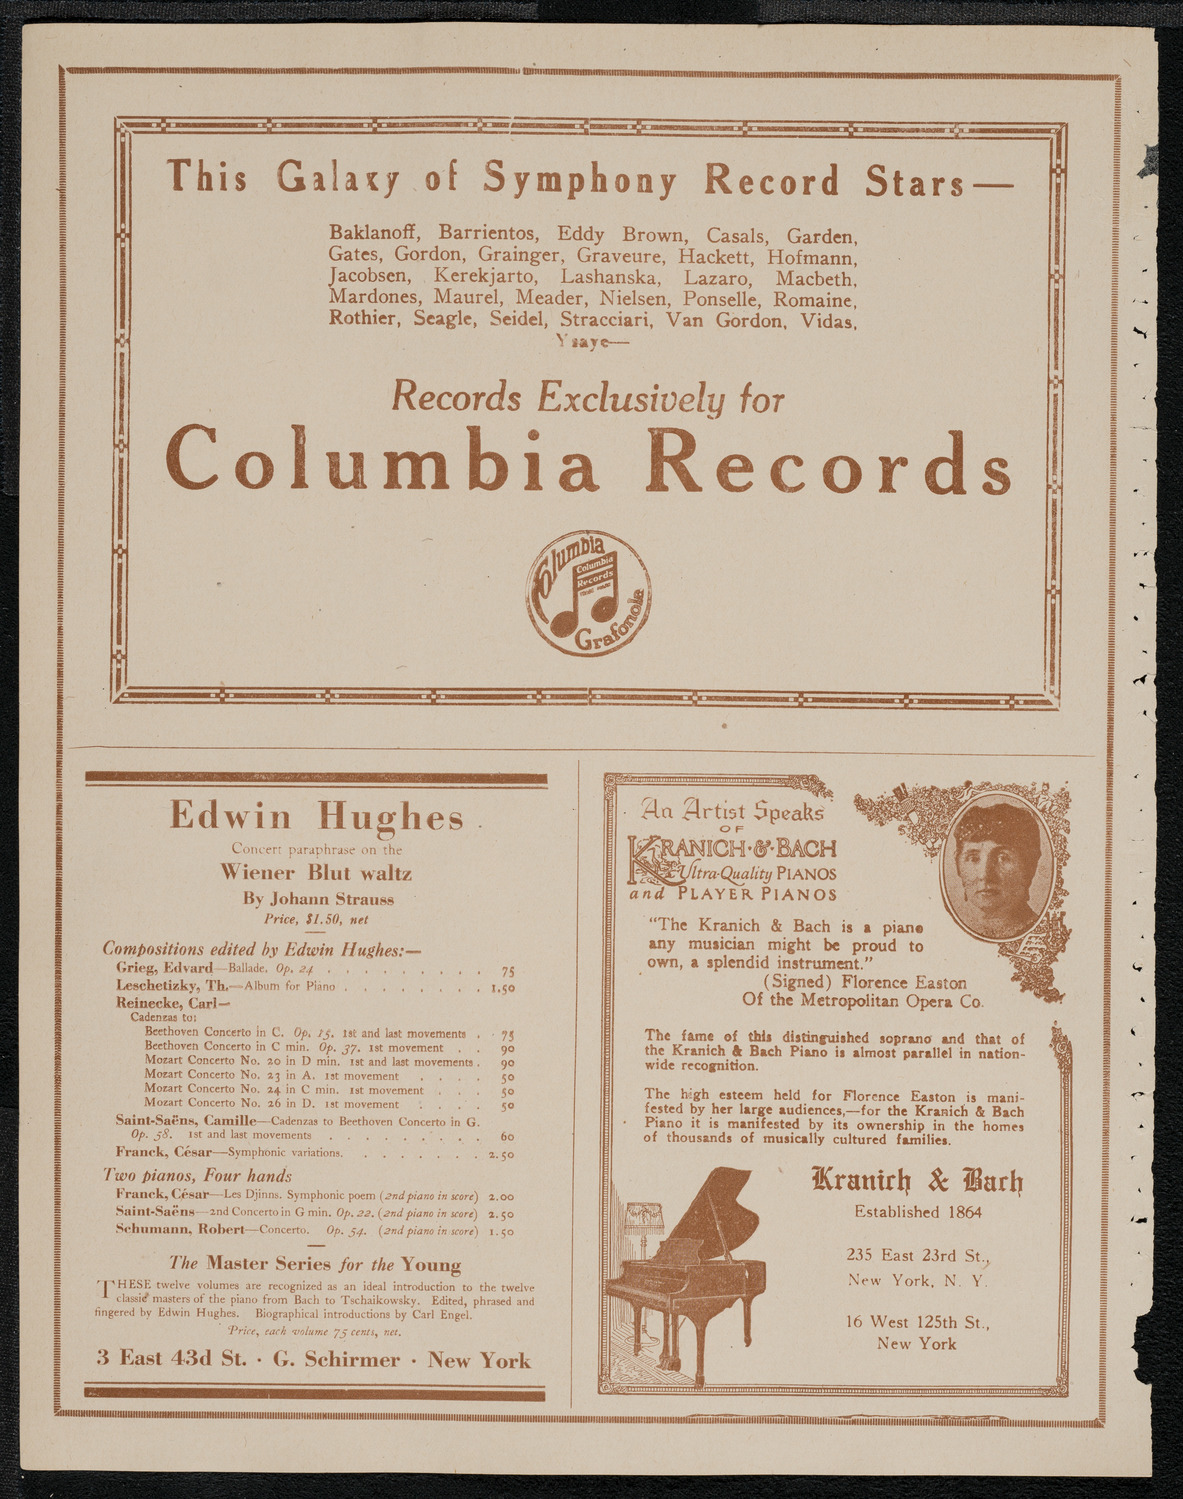 This Galaxy of Symphony Record Stars—
Baklanoff, Barrientos, Eddy Brown, Casals, Garden,
Gates, Gordon, Grainger, Graveure, Hackett, Hofmann,
Jacobsen, Kerekjarto, Lashanska, Lazaro, Macbeth,
Mardones, Maurel, Meader, Nielsen, Ponselle, Romaine,
Rothier, Seagle, Seidel, Stracciari, Van Gordon, Vidas,
Ysaye—
Records Exclusively for
Columbia Records
Columbia
Columbia
Records
Grafonola
Edwin Hughes
Concert paraphrase on the
Wiener Blut waltz
By Johann Strauss
Price, $1.50, net
Compositions edited by Edwin Hughes:—
Grieg, Edvard—Ballade. Op. 24 . . . . . . . . . 75
Leschetizky, Th.—Album for Piano . . . . . . . . 1.50
Reinecke, Carl—
Cadenzas to:
Beethoven Concerto in C. Op. 15. 1st and last movements . . 75
Beethoven Concerto in C min. Op. 37. 1st movement . . 90
Mozart Concerto No. 20 in D min. 1st and last movements . 90
Mozart Concerto No. 23 in A. 1st movement . . . . 50
Mozart Concerto No. 24 in C min. 1st movement . . . 50
Mozart Concerto No. 26 in D. 1st movement . . . . 50
Saint-Saëns, Camille—Cadenzas to Beethoven Concerto in G.
Op. 58. 1st and last movements . . . . . . . . 60
Franck, César—Symphonic variations. . . . . . . . 2.50
Two pianos, Four hands
Franck, César—Les Djinns. Symphonic poem (2nd piano in score) 2.00
Saint-Saëns—2nd Concerto in G min. Op. 22. (2nd piano in score) 2.50
Schumann, Robert—Concerto. Op. 54. (2nd piano in score) 1.50
The Master Series for the Young
THESE twelve volumes are recognized as an ideal introduction to the twelve
classic masters of the piano from Bach to Tschaikowsky. Edited, phrased and
fingered by Edwin Hughes. Biographical introductions by Carl Engel.
Price, each volume 75 cents, net.
3 East 43d St. · G. Schirmer · New York
An Artist Speaks
OF
KRANICH·&·BACH
Ultra-Quality PIANOS
and PLAYER PIANOS
"The Kranich & Bach is a piano
any musician might be proud to
own, a splendid instrument."
(Signed) Florence Easton
Of the Metropolitan Opera Co.
The fame of this distinguished soprano and that of
the Kranich & Bach Piano is almost parallel in nation-
wide recognition.
The high esteem held for Florence Easton is mani-
fested by her large audiences,—for the Kranich & Bach
Piano it is manifested by its ownership in the homes
of thousands of musically cultured families.
Kranich & Bach
Established 1864
235 East 23rd St.,
New York, N. Y.
16 West 125th St.,
New York